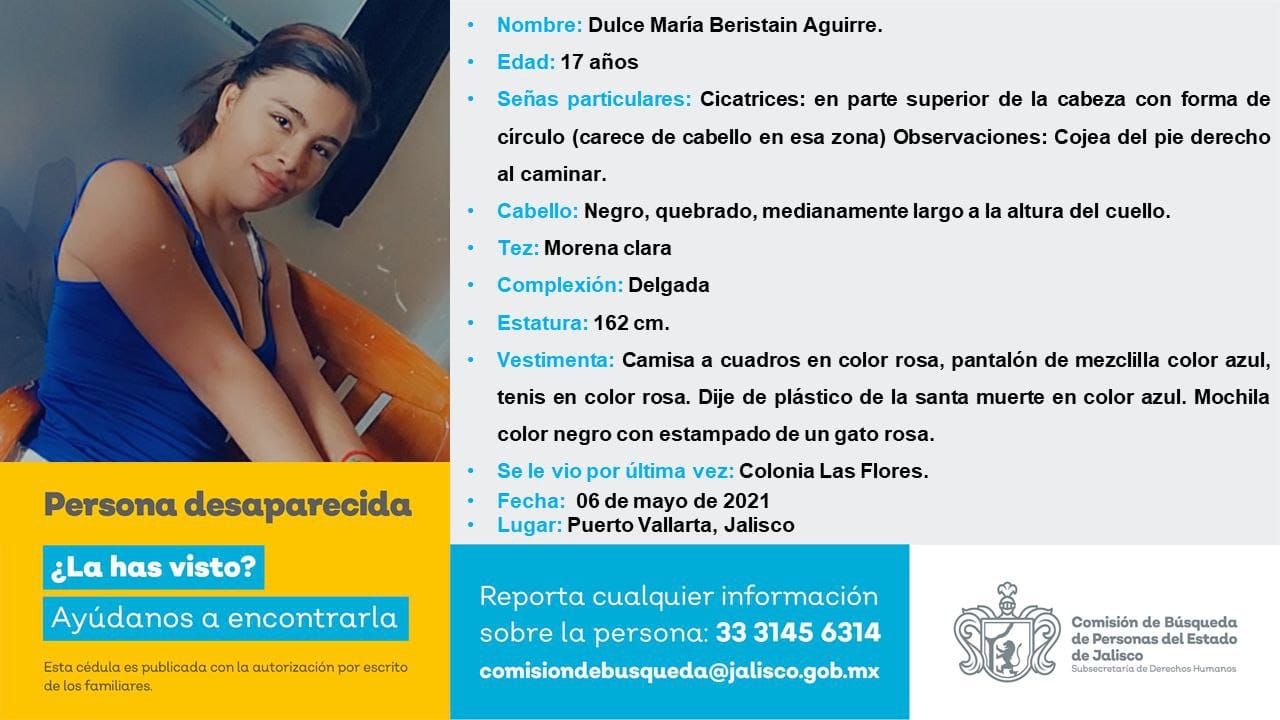 • Nombre: Dulce María Beristain Aguirre.
• Edad: 17 años
• Señas particulares: Cicatrices: en parte superior de la cabeza con forma de
círculo (carece de cabello en esa zona) Observaciones: Cojea del pie derecho
al caminar.
• Cabello: Negro, quebrado, medianamente largo a la altura del cuello.
• Tez: Morena clara
• Complexión: Delgada
• Estatura: 162 cm.
• Vestimenta: Camisa a cuadros en color rosa, pantalón de mezclilla color azul,
tenis en color rosa. Dije de plástico de la santa muerte en color azul. Mochila
color negro con estampado de un gato rosa.
• Se le vio por última vez: Colonia Las Flores.
• Fecha: 06 de mayo de 2021
• Lugar: Puerto Vallarta, Jalisco
Persona desaparecida
¿La has visto?
Ayúdanos a encontrarla
Esta cédula es publicada con la autorización por escrito
de los familiares.
Reporta cualquier información
sobre la persona: 33 3145 6314
comisiondebusqueda@jalisco.gob.mx
Comisión de Búsqueda
de Personas del Estado
de Jalisco
Subsecretaría de Derechos Humanos